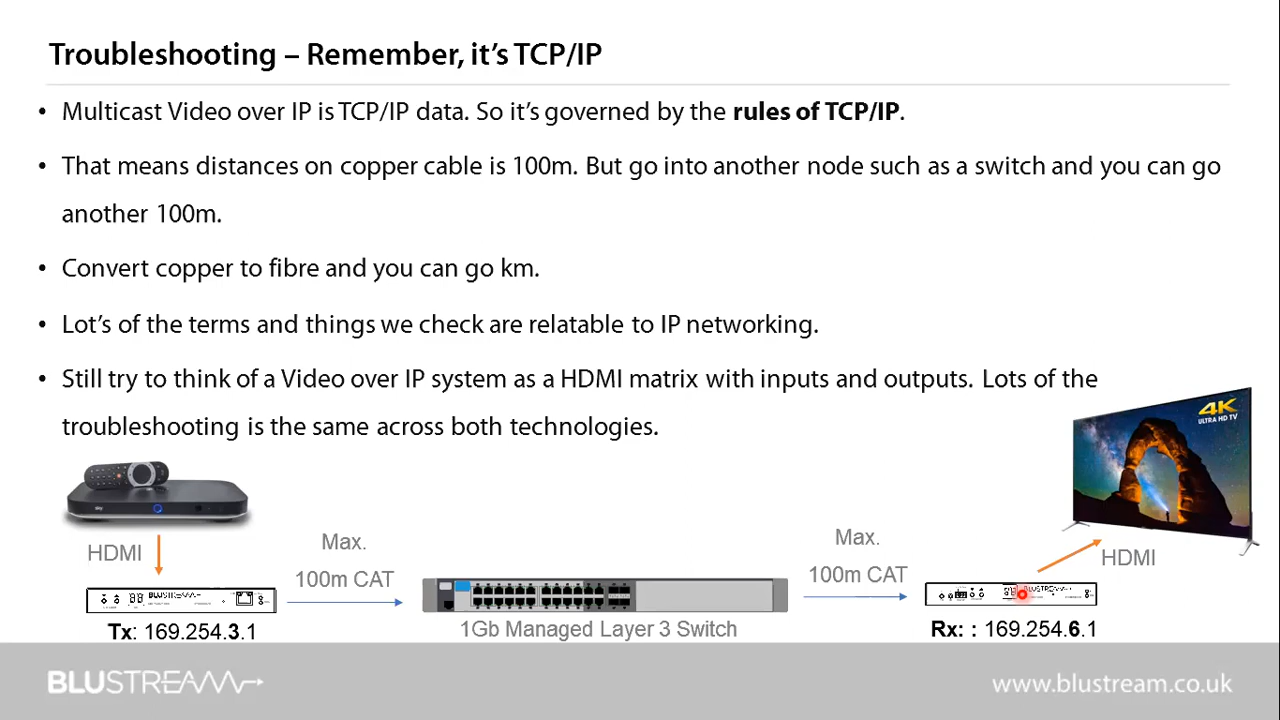 Troubleshooting – Remember, it's TCP/IP
• Multicast Video over IP is TCP/IP data. So it's governed by the rules of TCP/IP.
• That means distances on copper cable is 100m. But go into another node such as a switch and you can go
another 100m.
• Convert copper to fibre and you can go km.
• Lot's of the terms and things we check are relatable to IP networking.
• Still try to think of a Video over IP system as a HDMI matrix with inputs and outputs. Lots of the
troubleshooting is the same across both technologies.
4K
ULTRA HD TV
sky
HDMI
Max.
100m CAT
Max.
100m CAT
HDMI
BLUSTREAM
BLUSTREAM
Tx: 169.254.3.1
1Gb Managed Layer 3 Switch
Rx: : 169.254.6.1
BLUSTREAM
www.blustream.co.uk